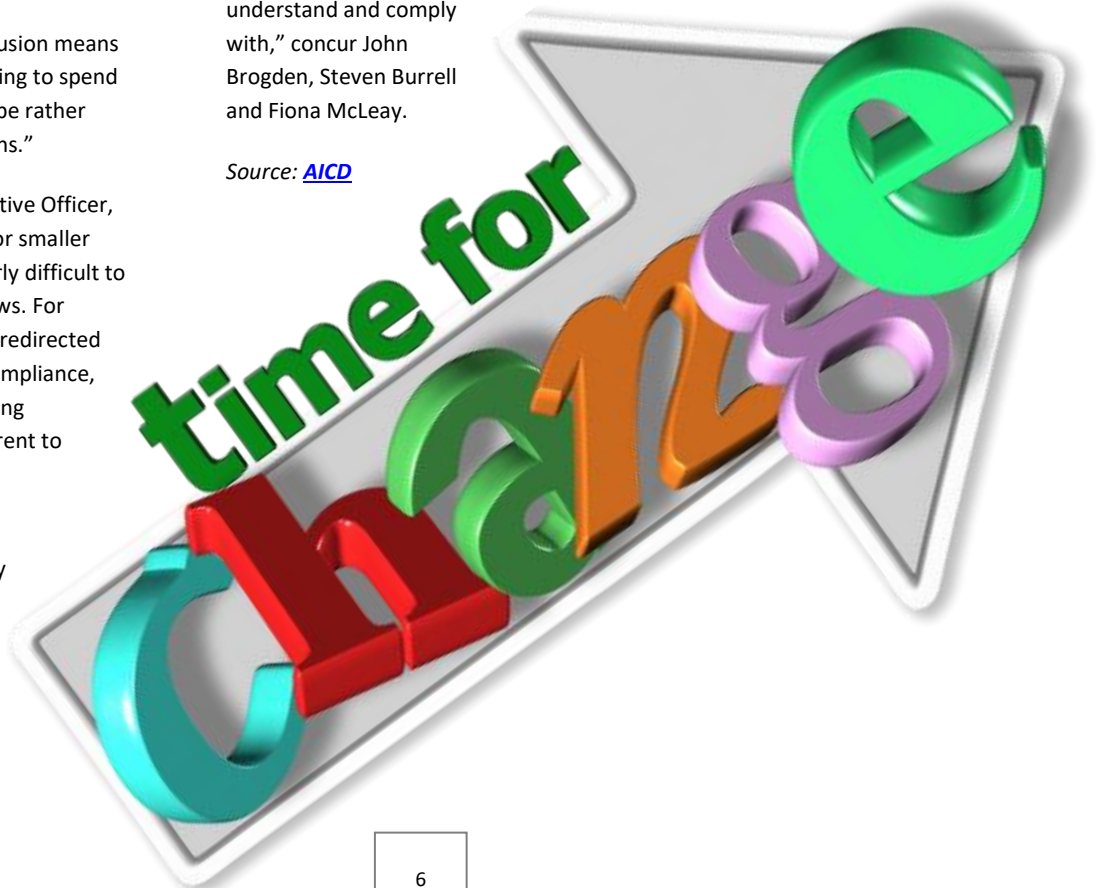 usion means
ing to spend
be rather
ns.”
tive Officer,
or smaller
rly difficult to
ws. For
redirected
mpliance,
ing
rent to
y
understand and comply
with,” concur John
Brogden, Steven Burrell
and Fiona McLeay.
Source: AICD
time for
change
6